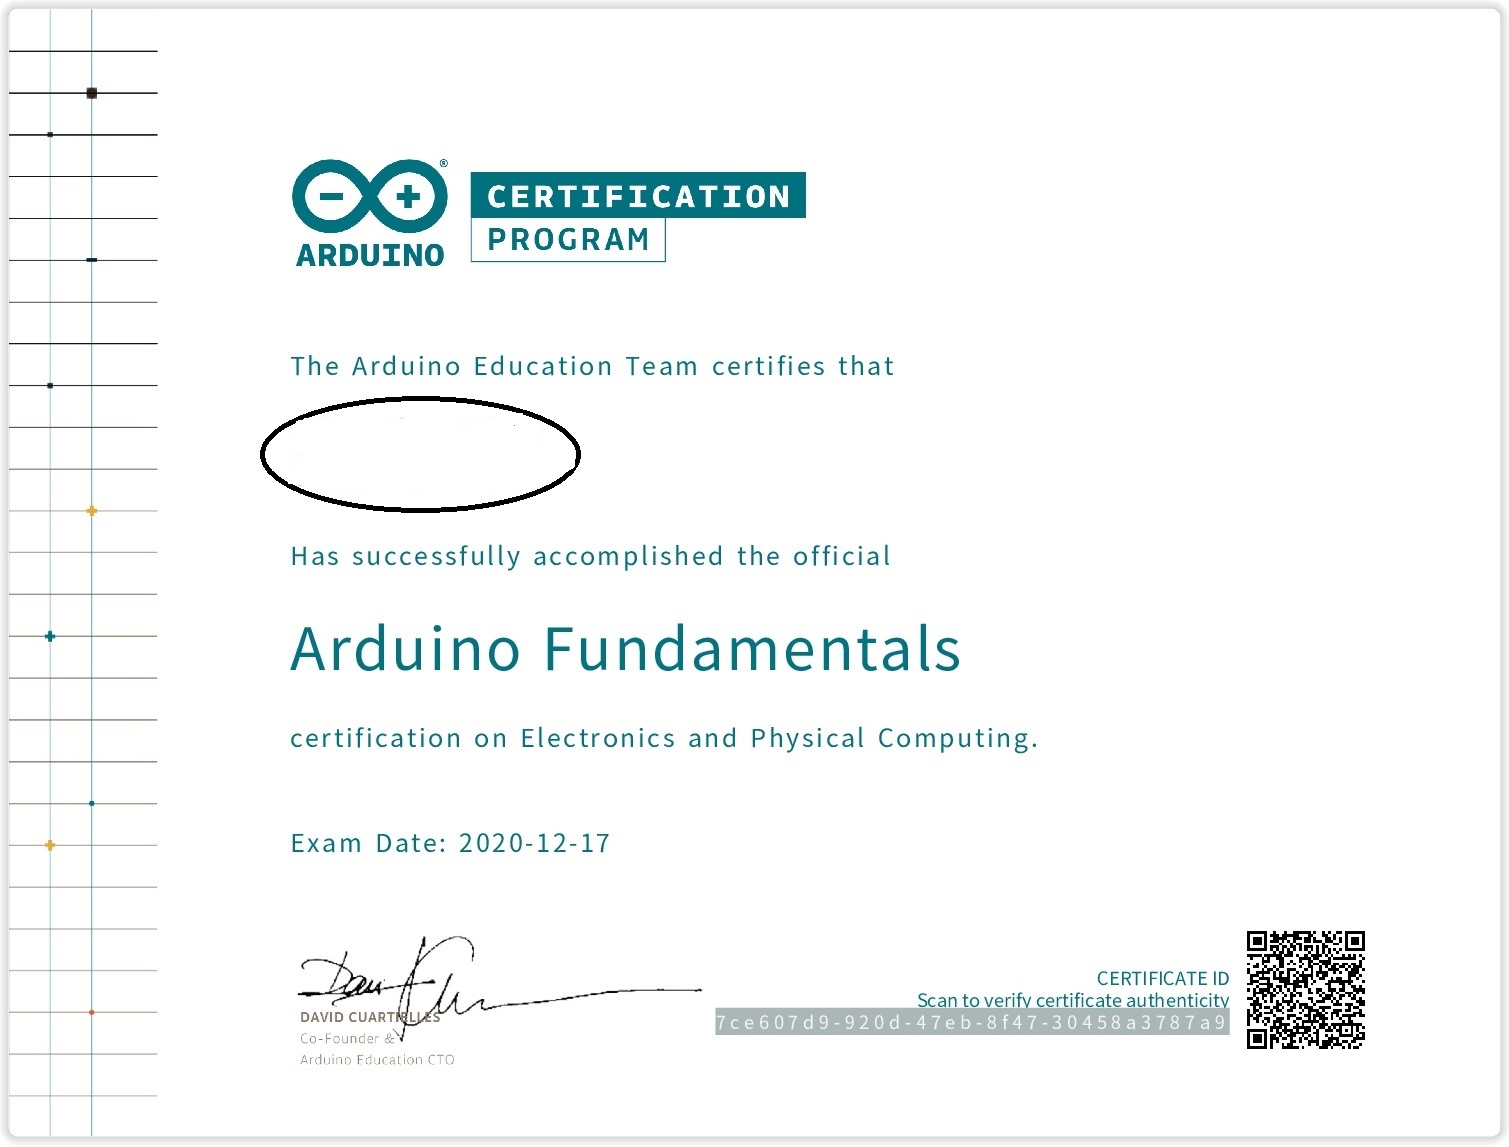 ARDUINO
CERTIFICATION
PROGRAM
The Arduino Education Team certifies that
Has successfully accomplished the official
Arduino Fundamentals
certification on Electronics and Physical Computing.
Exam Date: 2020-12-17
DAVID CUARTIELLES
Co-Founder &
Arduino Education CTO
CERTIFICATE ID
Scan to verify certificate authenticity
7ce607d9-920d-47eb-8f47-30458a3787a9